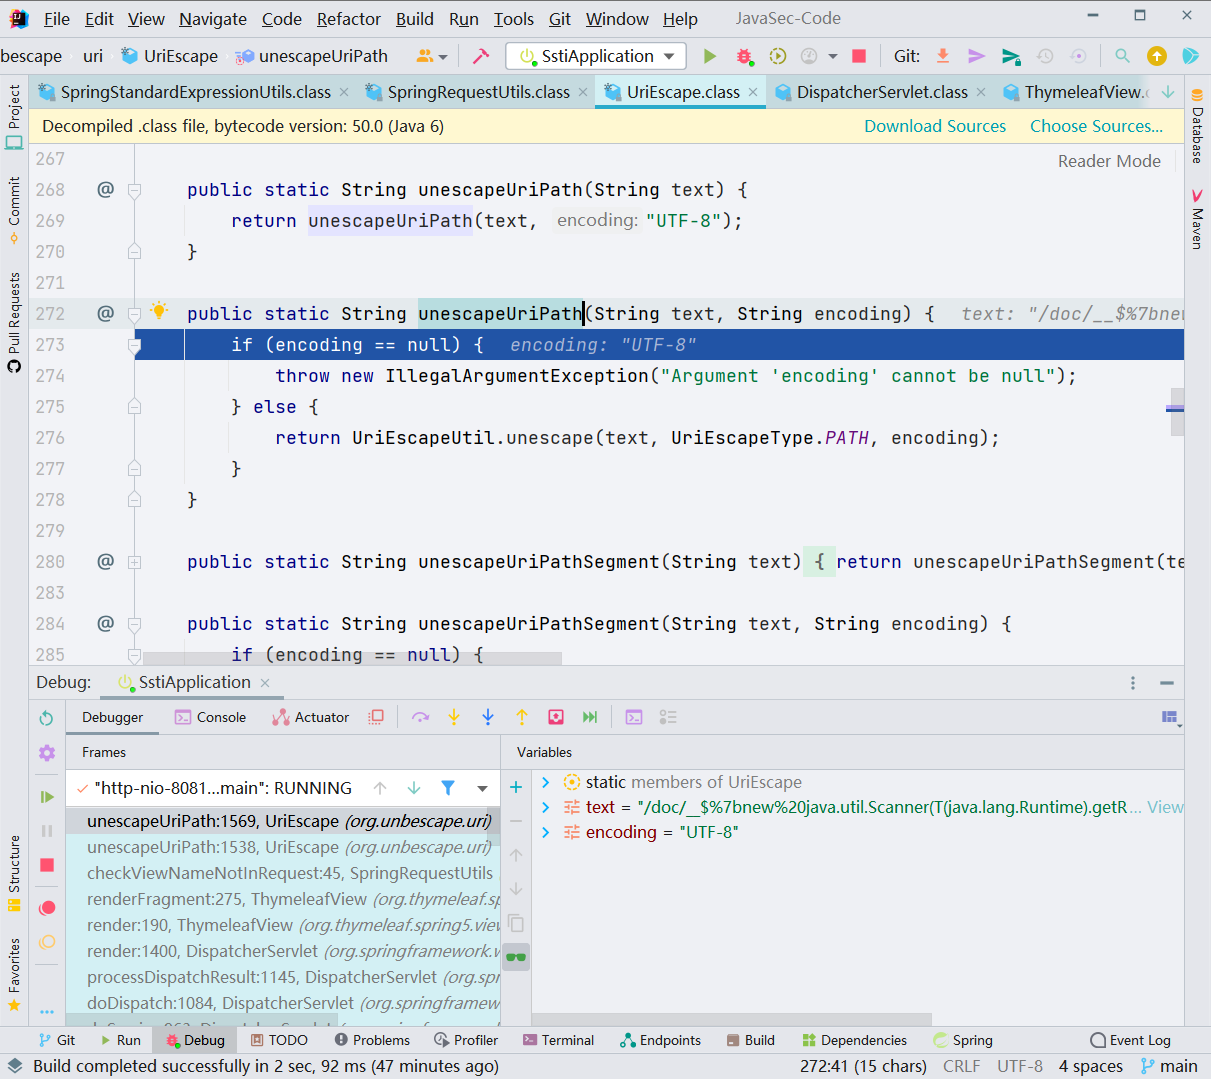 File Edit View Navigate Code Refactor Build Run Tools Git Window Help JavaSec-Code
bescape uri UriEscape unescapeUriPath SstiApplication Git:
SpringStandardExpressionUtils.class SpringRequestUtils.class UriEscape.class DispatcherServlet.class ThymeleafView.
Decompiled .class file, bytecode version: 50.0 (Java 6) Download Sources Choose Sources...
Reader Mode
267
268 @ public static String unescapeUriPath(String text) {
269 return unescapeUriPath(text, encoding: "UTF-8");
270 }
271
272 @ public static String unescapeUriPath(String text, String encoding) { text: "/doc/__$%7bnew
273 if (encoding == null) { encoding: "UTF-8"
274 throw new IllegalArgumentException("Argument 'encoding' cannot be null");
275 } else {
276 return UriEscapeUtil.unescape(text, UriEscapeType.PATH, encoding);
277 }
278 }
279
280 @ public static String unescapeUriPathSegment(String text) { return unescapeUriPathSegment(te
283
284 @ public static String unescapeUriPathSegment(String text, String encoding) {
285 if (encoding == null) {
Project
Commit
Pull Requests
Structure
Favorites
Database
Maven
Debug: SstiApplication
Debugger Console Actuator
Frames
"http-nio-8081...main": RUNNING
unescapeUriPath:1569, UriEscape (org.unbescape.uri)
unescapeUriPath:1538, UriEscape (org.unbescape.uri)
checkViewNameNotInRequest:45, SpringRequestUtils
renderFragment:275, ThymeleafView (org.thymeleaf.sp
render:190, ThymeleafView (org.thymeleaf.spring5.view
render:1400, DispatcherServlet (org.springframework.w
processDispatchResult:1145, DispatcherServlet (org.spr
doDispatch:1084, DispatcherServlet (org.springframew
Variables
static members of UriEscape
text = "/doc/__$%7bnew%20java.util.Scanner(T(java.lang.Runtime).getR... View
encoding = "UTF-8"
Git Run Debug TODO Problems Profiler Terminal Endpoints Build Dependencies Spring Event Log
Build completed successfully in 2 sec, 92 ms (47 minutes ago) 272:41 (15 chars) CRLF UTF-8 4 spaces main